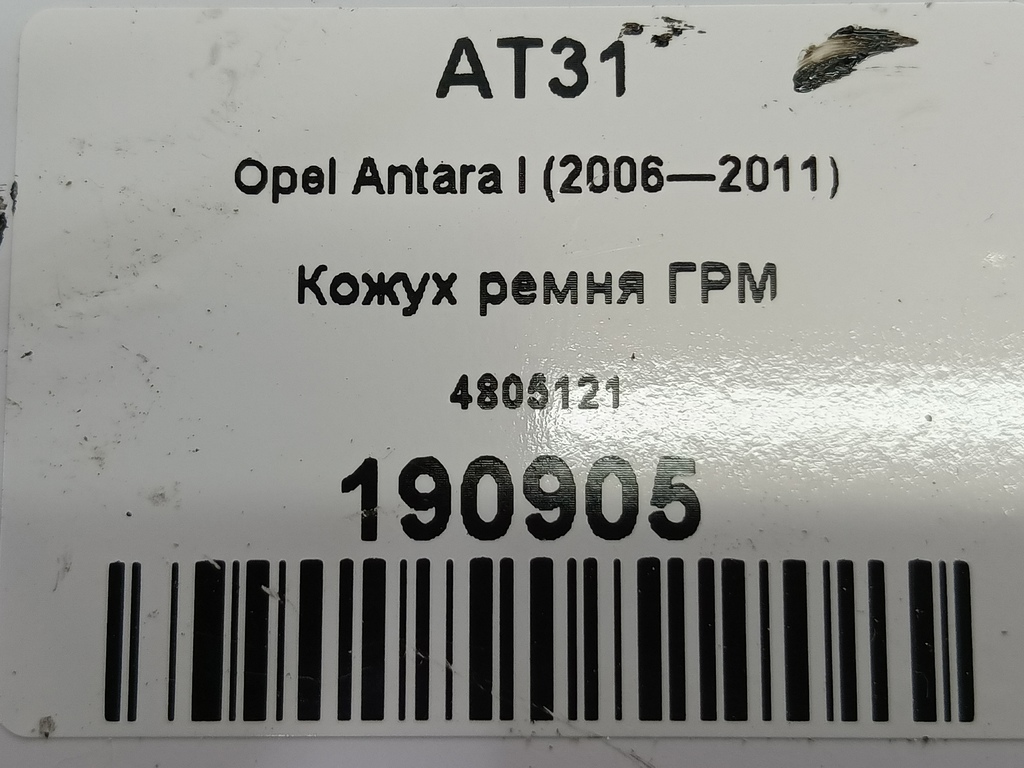 AT31
Opel Antara I (2006—2011)
Кожух ремня ГРМ
4805121
190905